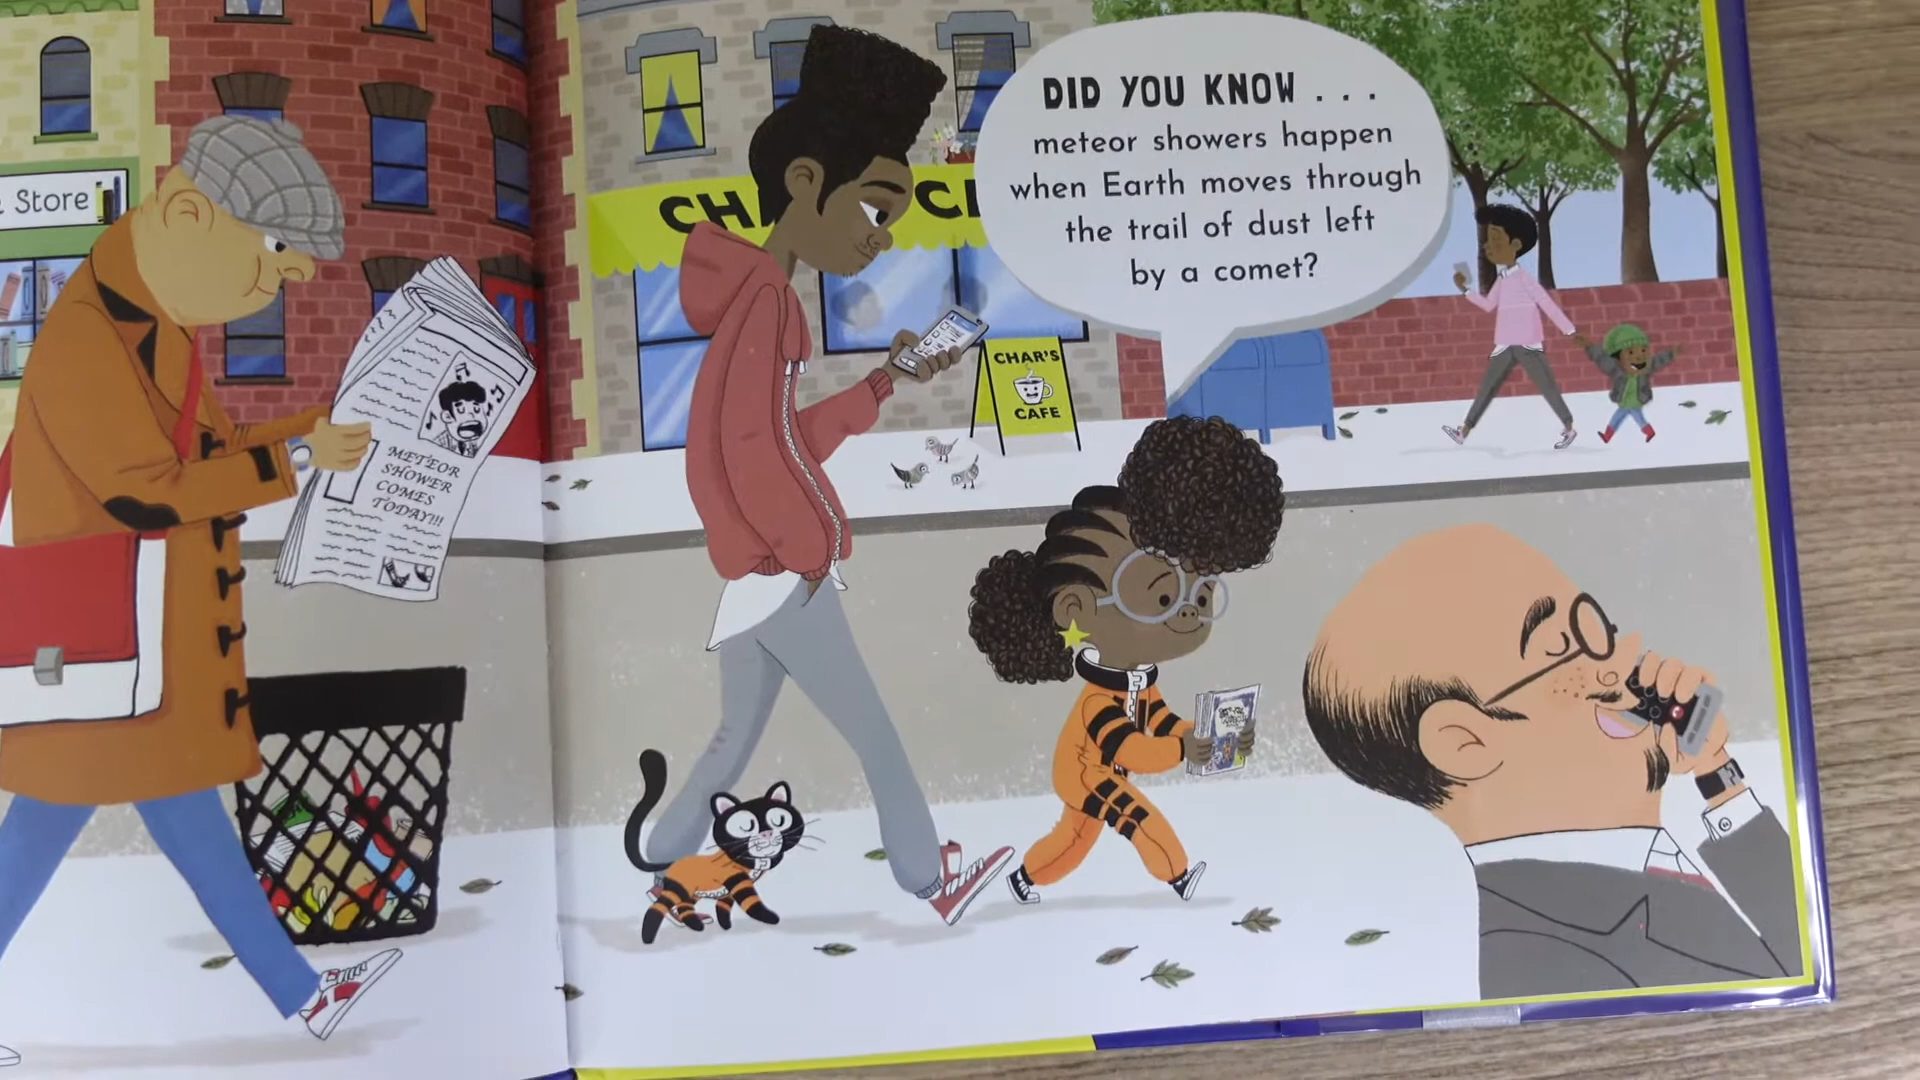 Store
METEOR
SHOWER
COMES
TODAY!!!
CHA
DID YOU KNOW . . .
meteor showers happen
when Earth moves through
the trail of dust left
by a comet?
CHAR'S
CAFE